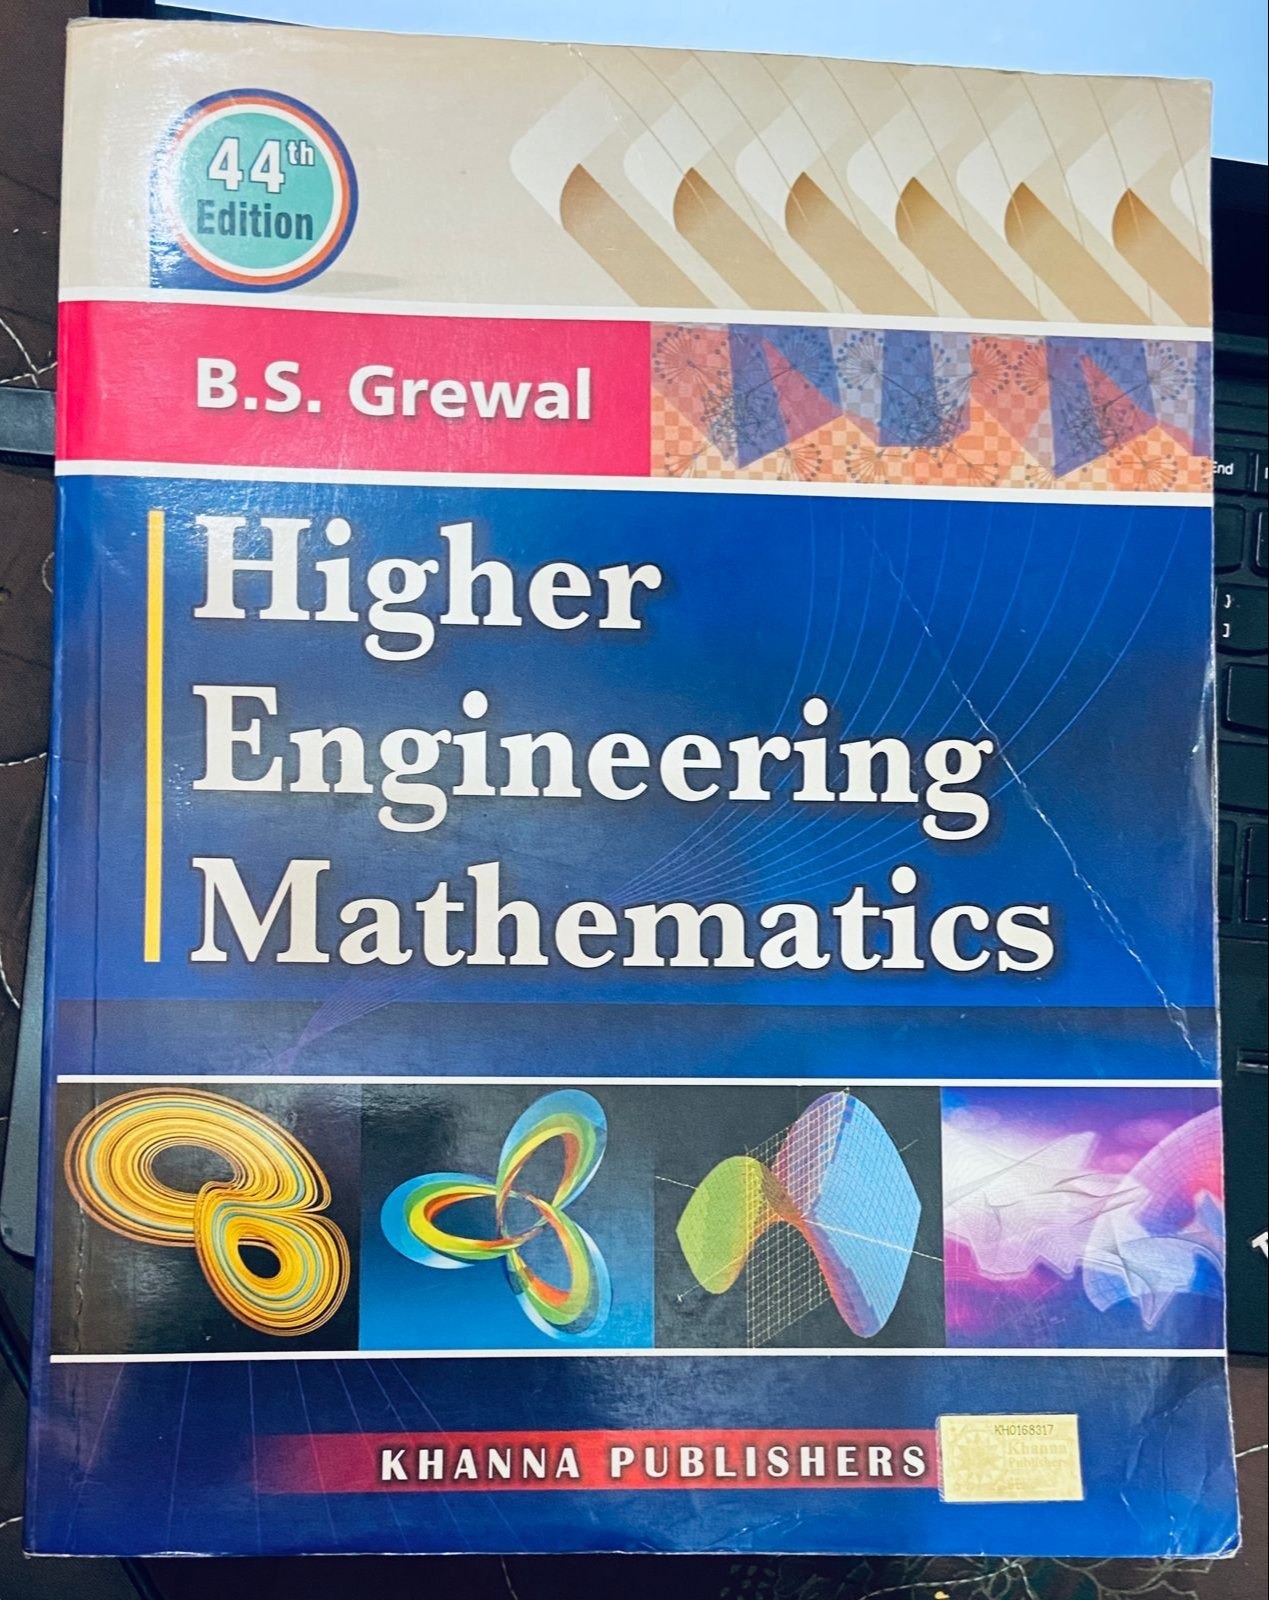 44th
Edition
B.S. Grewal
Higher
Engineering
Mathematics
KHANNA PUBLISHERS
KH0168317
Khanna
Publishers
End
}
]